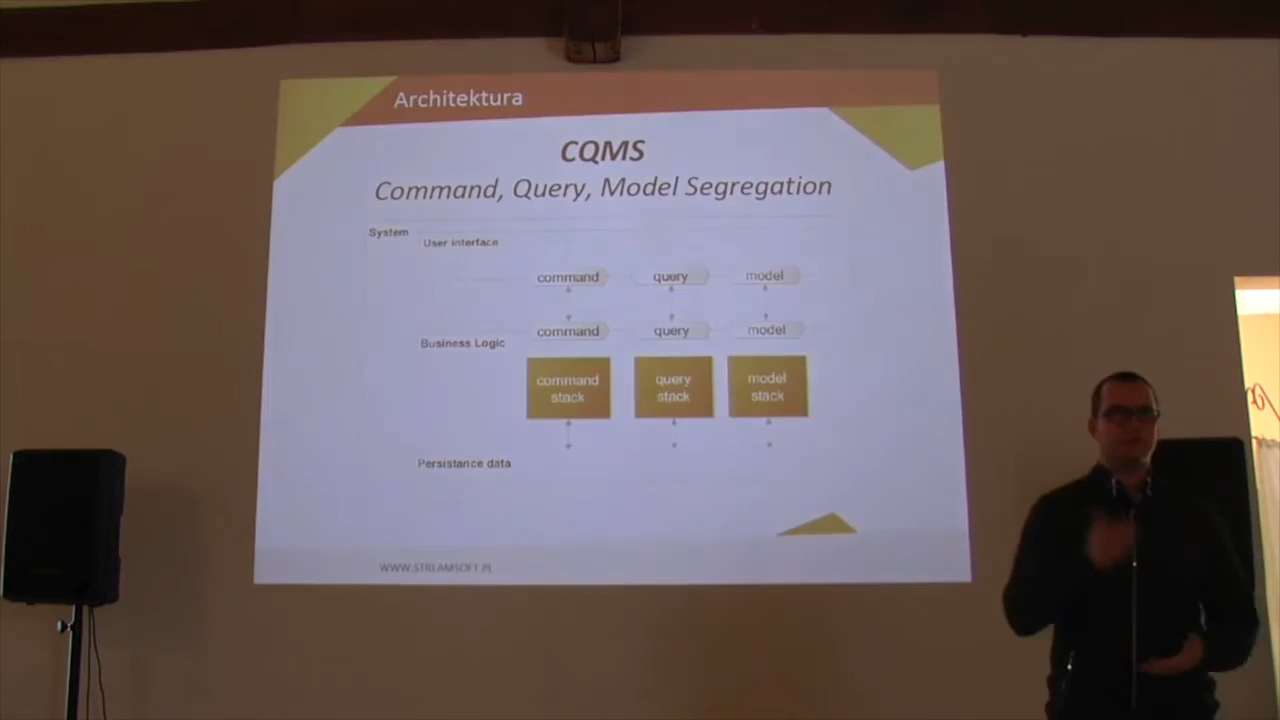 Architektura
CQMS
Command, Query, Model Segregation
System
User interface
command query model
command query model
Business Logic
command stack
query stack
model stack
Persistance data
WWW.STREAMSOFT.PL